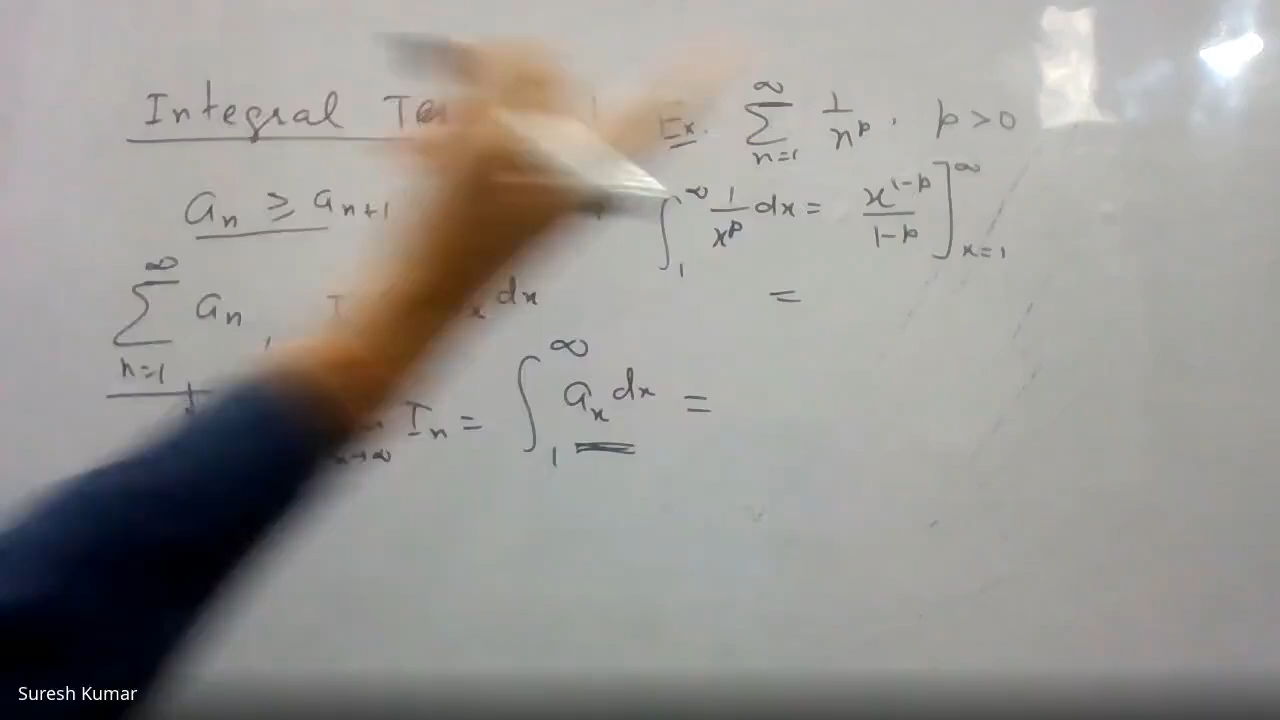 Integral
a_n ≥ a_{n+1}
∑_{n=1}^{∞} a_n, dx
I_n = ∫_1^∞ a_x dx =
Ex. ∑_{n=1}^{∞} 1/n^p, p > 0
∫_1^∞ 1/x^p dx = x^{1-p}/(1-p) ]_{x=1}^{∞}
=
Suresh Kumar